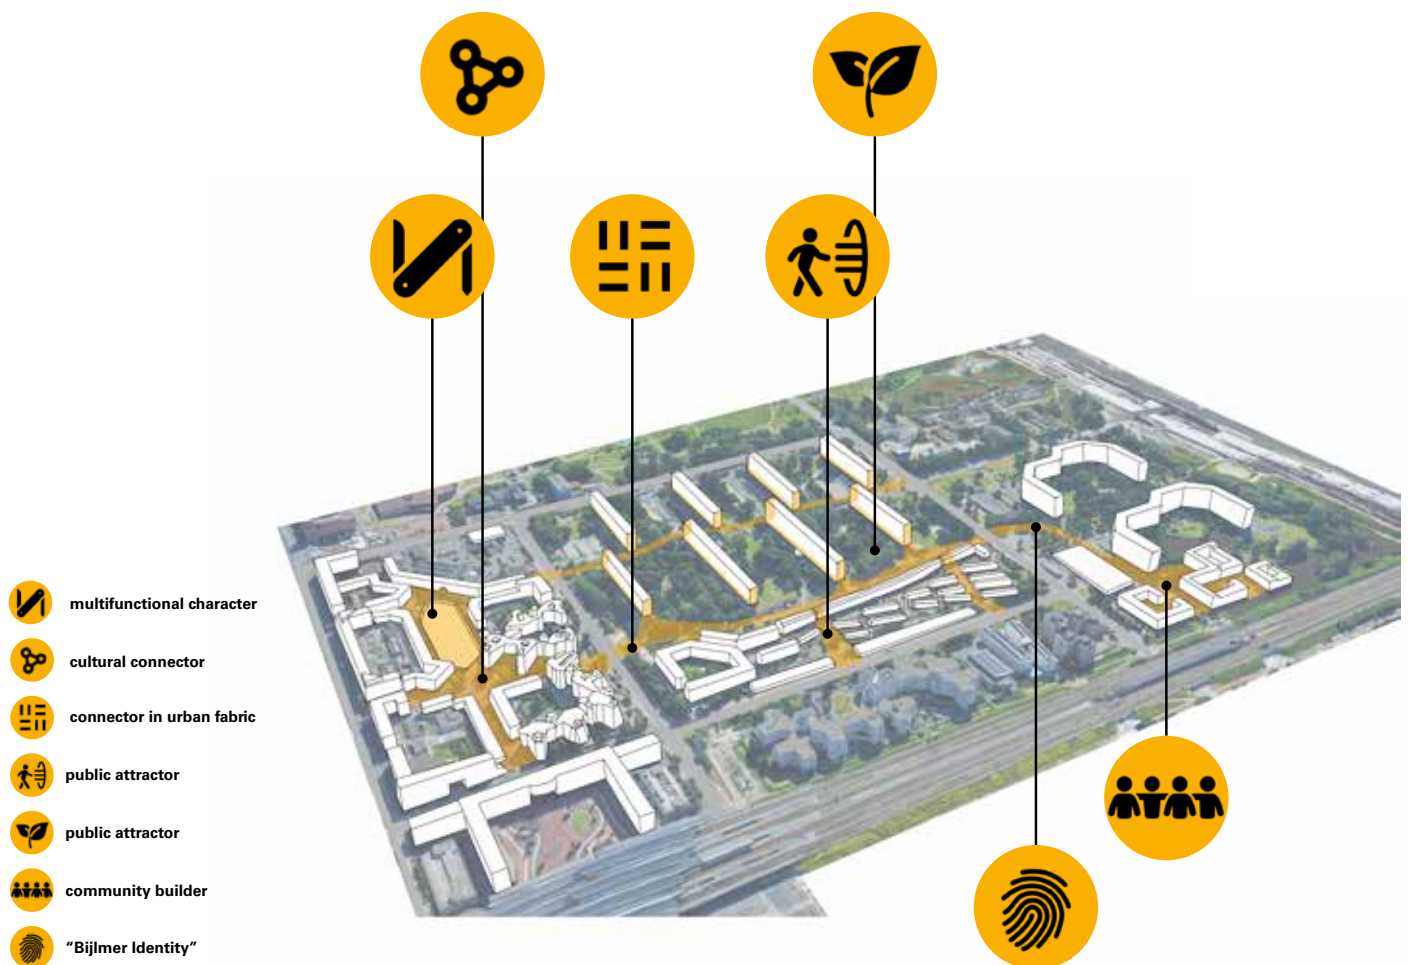 multifunctional character
cultural connector
connector in urban fabric
public attractor
public attractor
community builder
“Bijlmer Identity”